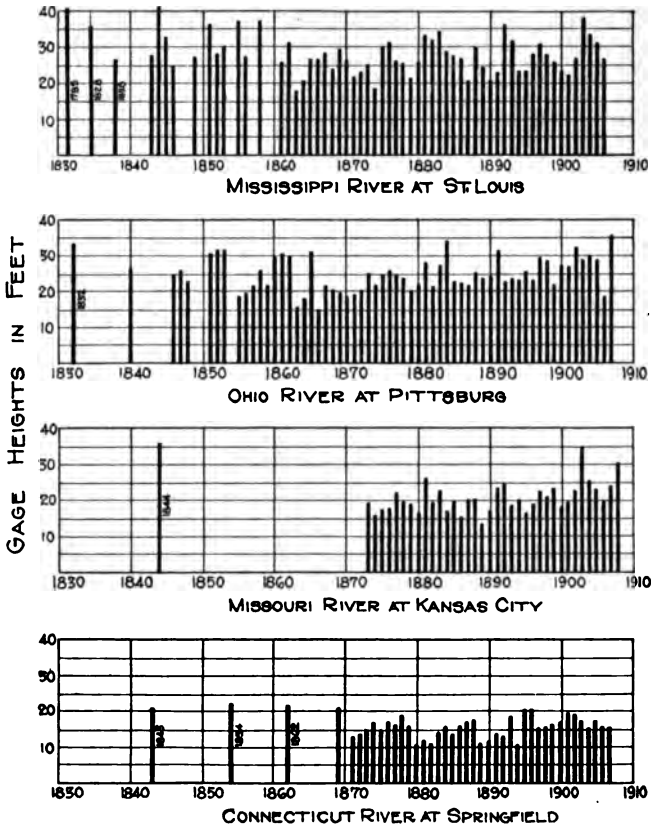 GAGE HEIGHTS IN FEET
40
30
20
10
1785
1828
1830 1840 1850 1860 1870 1880 1890 1900 1910
MISSISSIPPI RIVER AT ST. LOUIS
40
30
20
10
1832
1830 1840 1850 1860 1870 1880 1890 1900 1910
OHIO RIVER AT PITTSBURG
40
30
20
10
1844
1830 1840 1850 1860 1870 1880 1890 1900 1910
MISSOURI RIVER AT KANSAS CITY
40
30
20
10
1843
1854
1862
1830 1840 1850 1860 1870 1880 1890 1900 1910
CONNECTICUT RIVER AT SPRINGFIELD